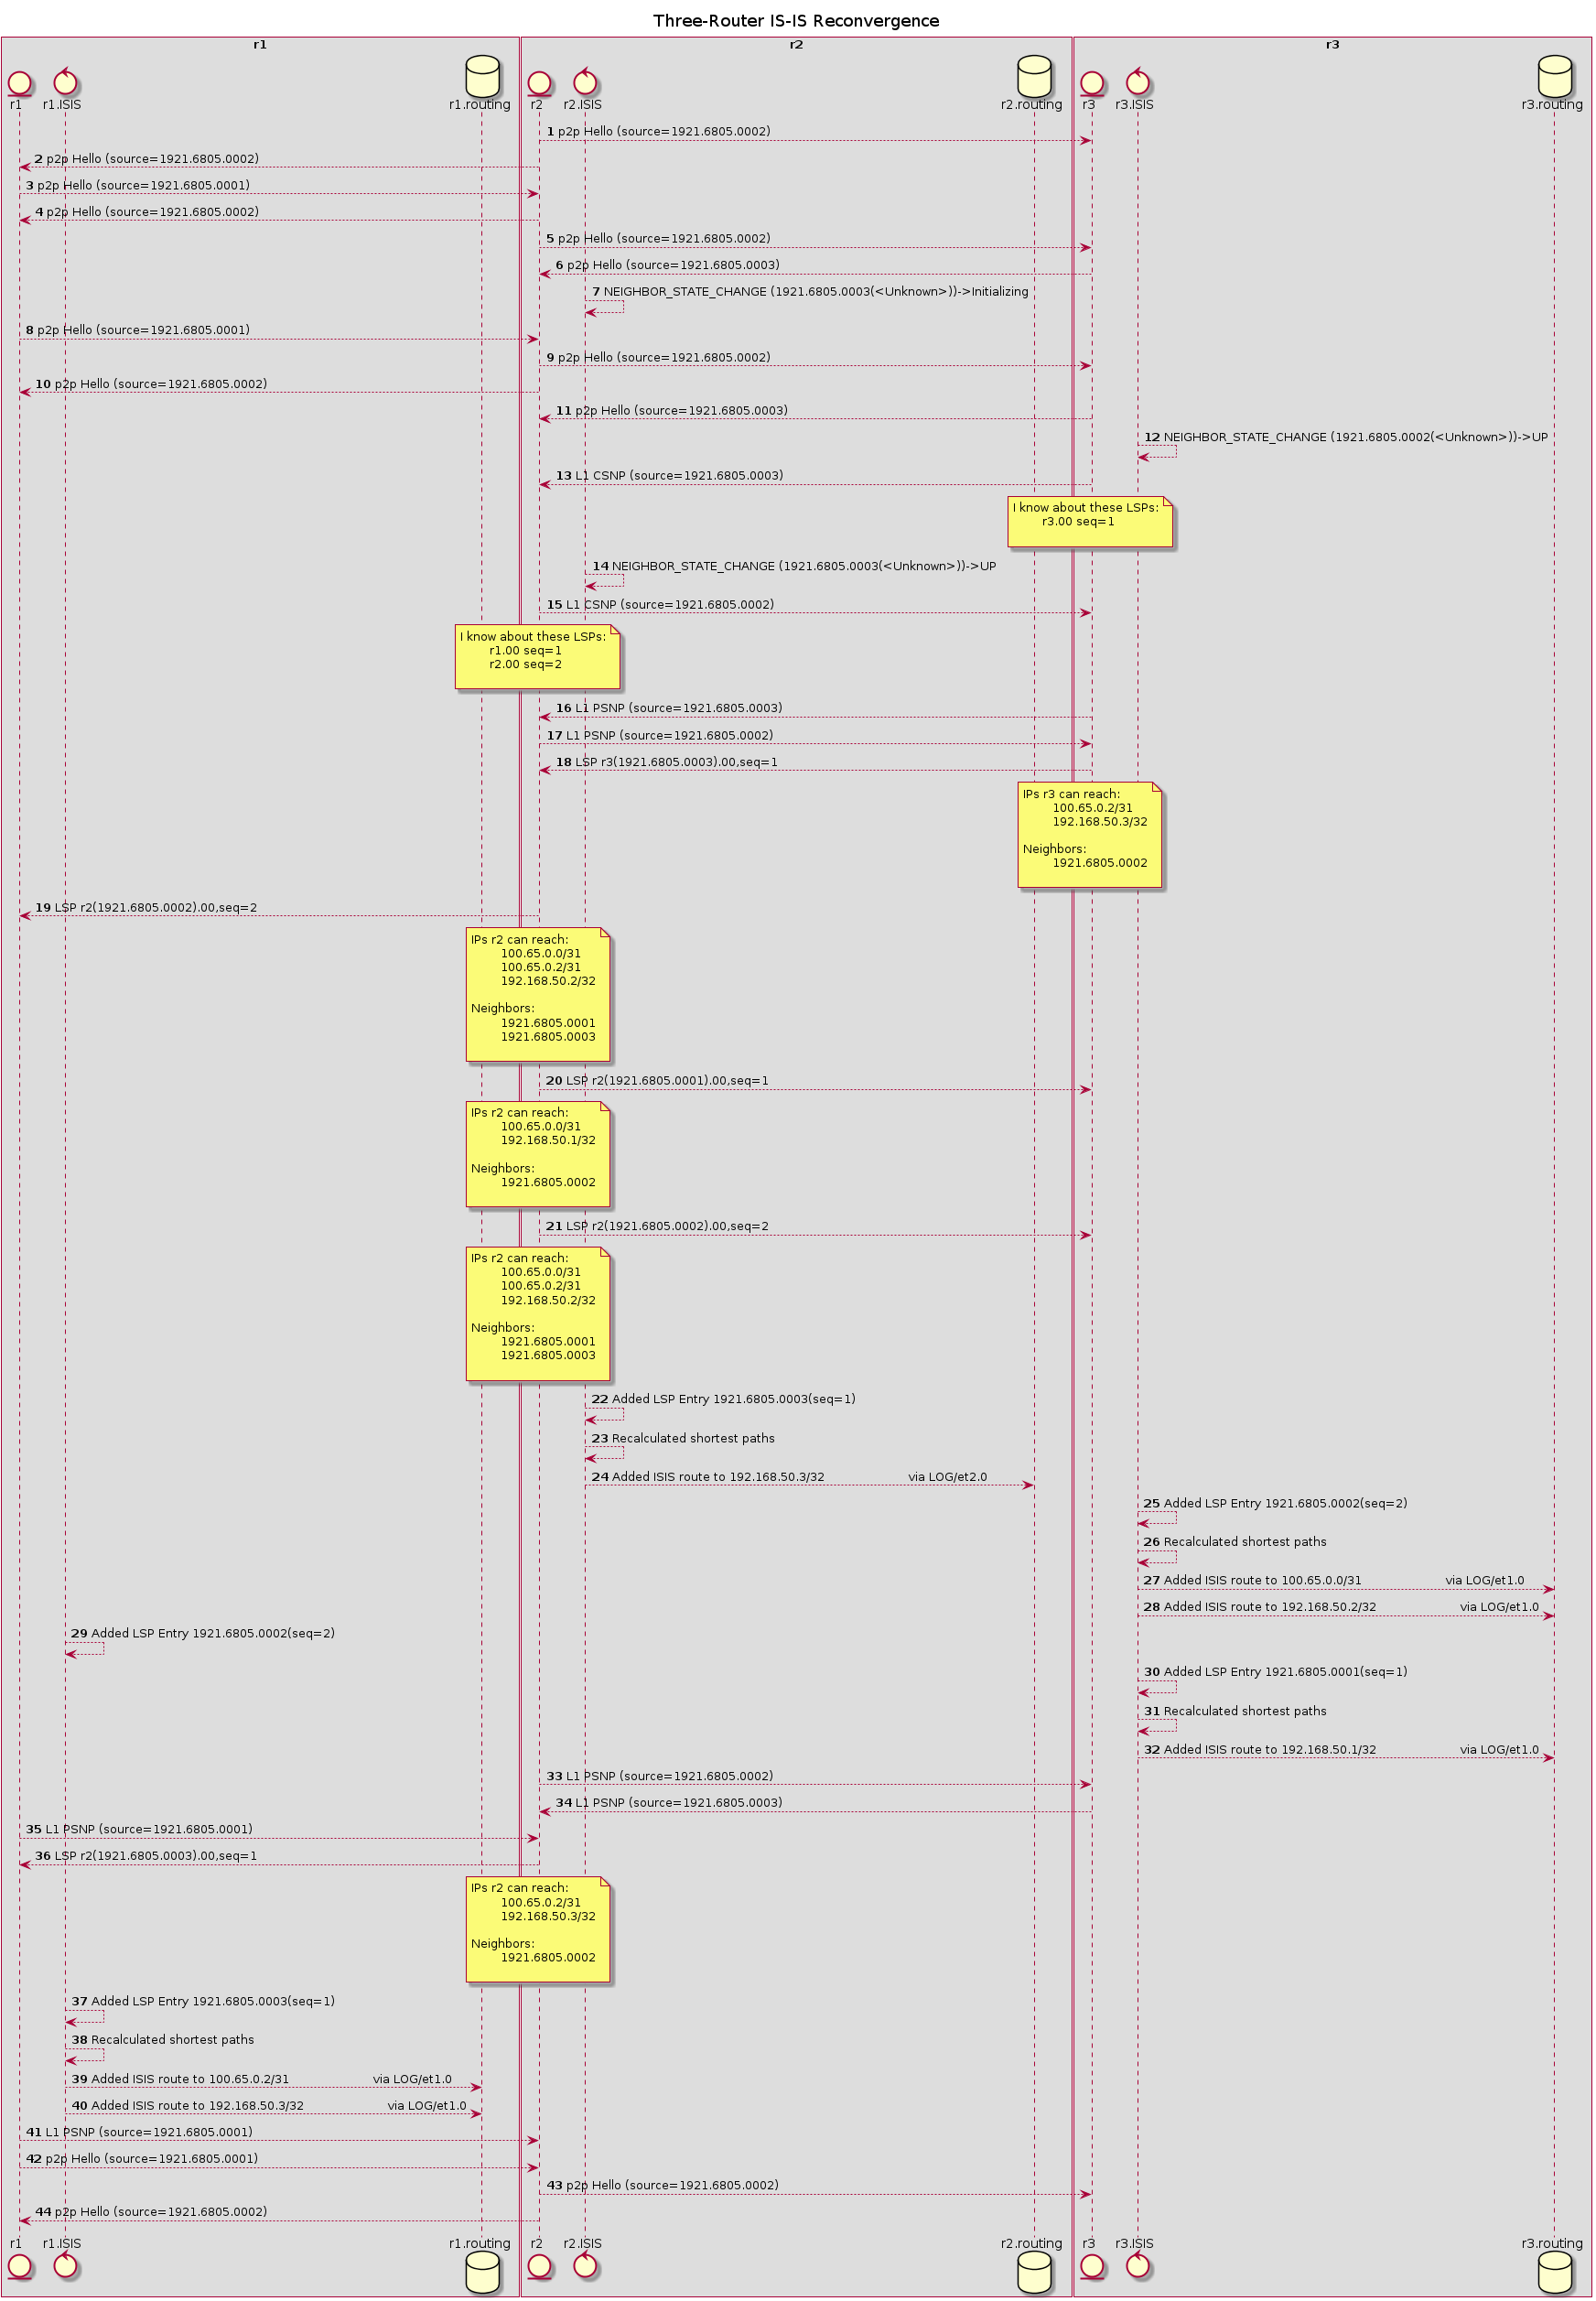 Three-Router IS-IS Reconvergence
r1
r2
r3
r1
r1.ISIS
r1.routing
r2
r2.ISIS
r2.routing
r3
r3.ISIS
r3.routing
1 p2p Hello (source=1921.6805.0002)
2 p2p Hello (source=1921.6805.0002)
3 p2p Hello (source=1921.6805.0001)
4 p2p Hello (source=1921.6805.0002)
5 p2p Hello (source=1921.6805.0002)
6 p2p Hello (source=1921.6805.0003)
7 NEIGHBOR_STATE_CHANGE (1921.6805.0003(<Unknown>))->Initializing
8 p2p Hello (source=1921.6805.0001)
9 p2p Hello (source=1921.6805.0002)
10 p2p Hello (source=1921.6805.0002)
11 p2p Hello (source=1921.6805.0003)
12 NEIGHBOR_STATE_CHANGE (1921.6805.0002(<Unknown>))->UP
13 L1 CSNP (source=1921.6805.0003)
I know about these LSPs:
r3.00 seq=1
14 NEIGHBOR_STATE_CHANGE (1921.6805.0003(<Unknown>))->UP
15 L1 CSNP (source=1921.6805.0002)
I know about these LSPs:
r1.00 seq=1
r2.00 seq=2
16 L1 PSNP (source=1921.6805.0003)
17 L1 PSNP (source=1921.6805.0002)
18 LSP r3(1921.6805.0003).00,seq=1
IPs r3 can reach:
100.65.0.2/31
192.168.50.3/32
Neighbors:
1921.6805.0002
19 LSP r2(1921.6805.0002).00,seq=2
IPs r2 can reach:
100.65.0.0/31
100.65.0.2/31
192.168.50.2/32
Neighbors:
1921.6805.0001
1921.6805.0003
20 LSP r2(1921.6805.0001).00,seq=1
IPs r2 can reach:
100.65.0.0/31
192.168.50.1/32
Neighbors:
1921.6805.0002
21 LSP r2(1921.6805.0002).00,seq=2
IPs r2 can reach:
100.65.0.0/31
100.65.0.2/31
192.168.50.2/32
Neighbors:
1921.6805.0001
1921.6805.0003
22 Added LSP Entry 1921.6805.0003(seq=1)
23 Recalculated shortest paths
24 Added ISIS route to 192.168.50.3/32 via LOG/et2.0
25 Added LSP Entry 1921.6805.0002(seq=2)
26 Recalculated shortest paths
27 Added ISIS route to 100.65.0.0/31 via LOG/et1.0
28 Added ISIS route to 192.168.50.2/32 via LOG/et1.0
29 Added LSP Entry 1921.6805.0002(seq=2)
30 Added LSP Entry 1921.6805.0001(seq=1)
31 Recalculated shortest paths
32 Added ISIS route to 192.168.50.1/32 via LOG/et1.0
33 L1 PSNP (source=1921.6805.0002)
34 L1 PSNP (source=1921.6805.0003)
35 L1 PSNP (source=1921.6805.0001)
36 LSP r2(1921.6805.0003).00,seq=1
IPs r2 can reach:
100.65.0.2/31
192.168.50.3/32
Neighbors:
1921.6805.0002
37 Added LSP Entry 1921.6805.0003(seq=1)
38 Recalculated shortest paths
39 Added ISIS route to 100.65.0.2/31 via LOG/et1.0
40 Added ISIS route to 192.168.50.3/32 via LOG/et1.0
41 L1 PSNP (source=1921.6805.0001)
42 p2p Hello (source=1921.6805.0001)
43 p2p Hello (source=1921.6805.0002)
44 p2p Hello (source=1921.6805.0002)
r1
r1.ISIS
r1.routing
r2
r2.ISIS
r2.routing
r3
r3.ISIS
r3.routing